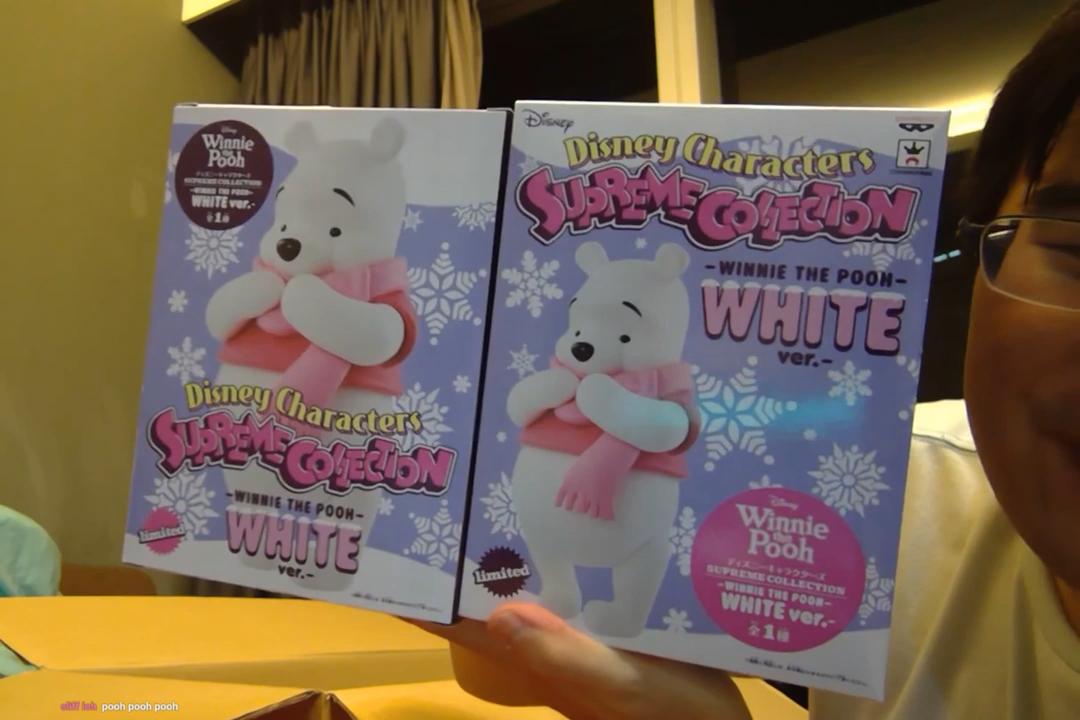 Disney
Winnie
the
Pooh
ディズニーキャラクターズ
SUPREME COLLECTION
-WINNIE THE POOH-
WHITE ver.-
全1種
Disney Characters
SUPREME COLLECTION
-WINNIE THE POOH-
WHITE
ver.-
limited
Disney
Disney Characters
SUPREME COLLECTION
-WINNIE THE POOH-
WHITE
ver.-
limited
Disney
Winnie
the
Pooh
ディズニーキャラクターズ
SUPREME COLLECTION
-WINNIE THE POOH-
WHITE ver.-
全1種
cliff loh pooh pooh pooh